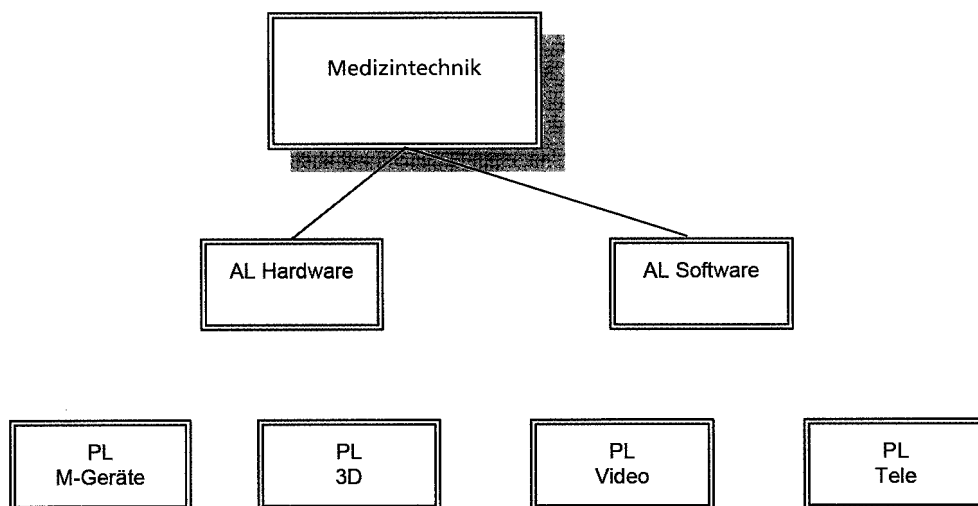 Medizintechnik
AL Hardware
AL Software
PL
M-Geräte
PL
3D
PL
Video
PL
Tele